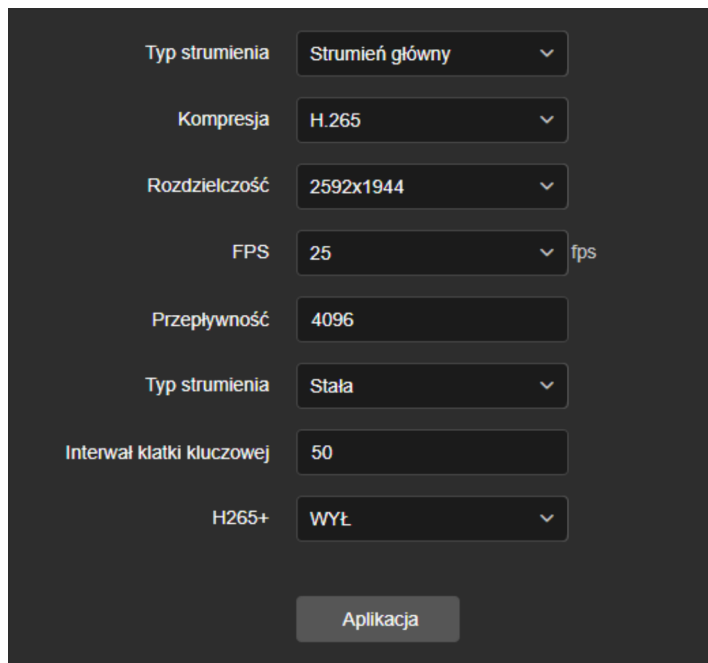 Typ strumienia Strumień główny
Kompresja H.265
Rozdzielczość 2592x1944
FPS 25 fps
Przepływność 4096
Typ strumienia Stała
Interwał klatki kluczowej 50
H265+ WYŁ
Aplikacja